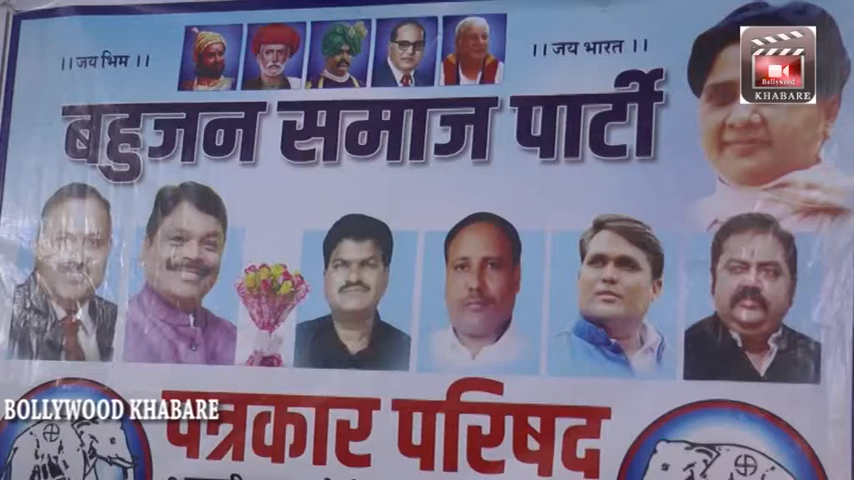 ।।जय भिम।।
।।जय भारत।।
बहुजन समाज पार्टी
पत्रकार परिषद
Bollywood
KHABARE
BOLLYWOOD KHABARE